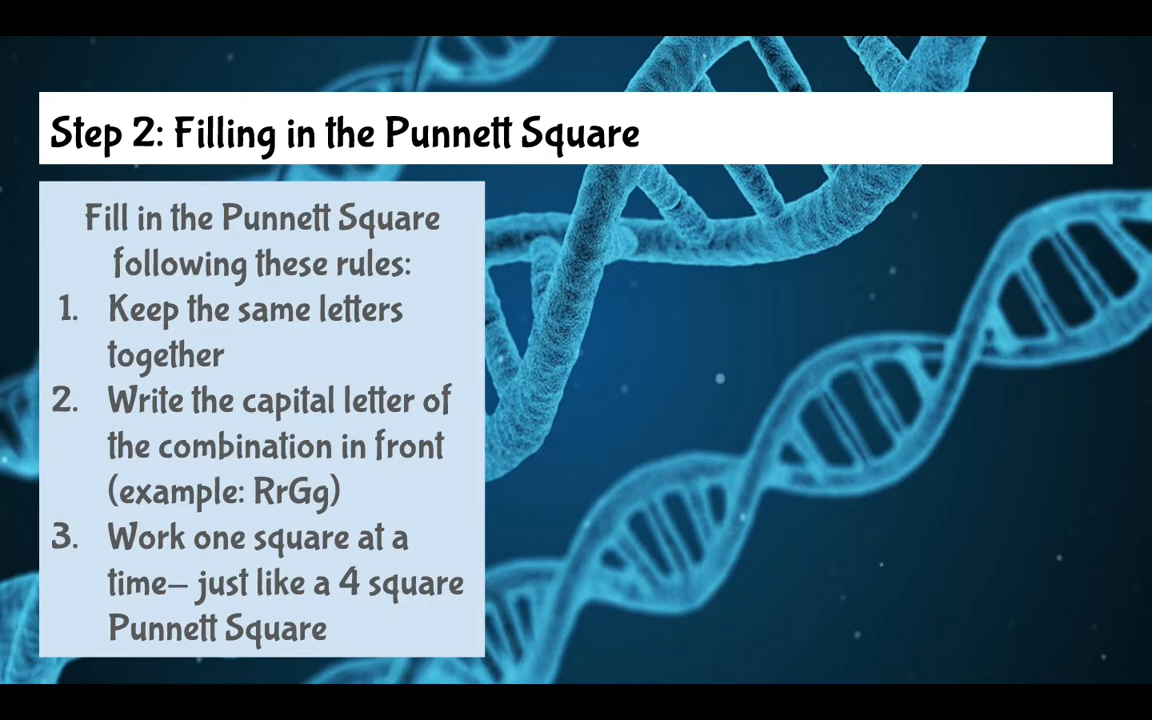 Step 2: Filling in the Punnett Square
Fill in the Punnett Square
following these rules:
1. Keep the same letters
together
2. Write the capital letter of
the combination in front
(example: RrGg)
3. Work one square at a
time– just like a 4 square
Punnett Square